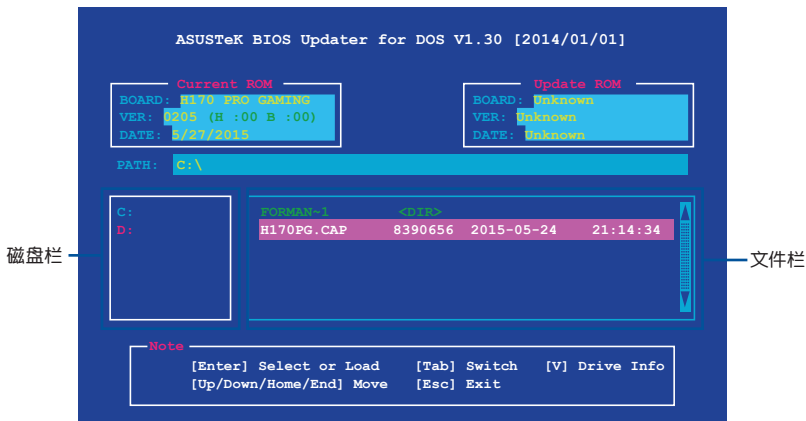 ASUSTeK BIOS Updater for DOS V1.30 [2014/01/01]
Current ROM
BOARD: H170 PRO GAMING
VER: 0205 (H :00 B :00)
DATE: 5/27/2015
Update ROM
BOARD: Unknown
VER: Unknown
DATE: Unknown
PATH: C:\
C:
D:
FORMAN~1 <DIR>
H170PG.CAP 8390656 2015-05-24 21:14:34
磁盘栏
文件栏
Note
[Enter] Select or Load [Tab] Switch [V] Drive Info
[Up/Down/Home/End] Move [Esc] Exit